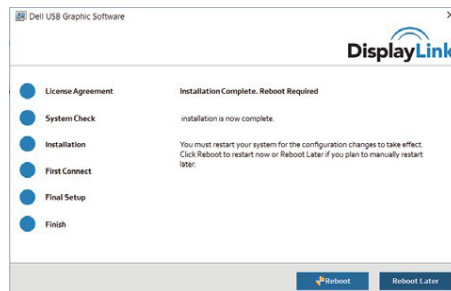 Dell USB Graphic Software
DisplayLink
License Agreement
Installation Complete. Reboot Required
System Check
installation is now complete.
Installation
You must restart your system for the configuration changes to take effect.
Click Reboot to restart now or Reboot Later if you plan to manually restart
later.
First Connect
Final Setup
Finish
Reboot
Reboot Later